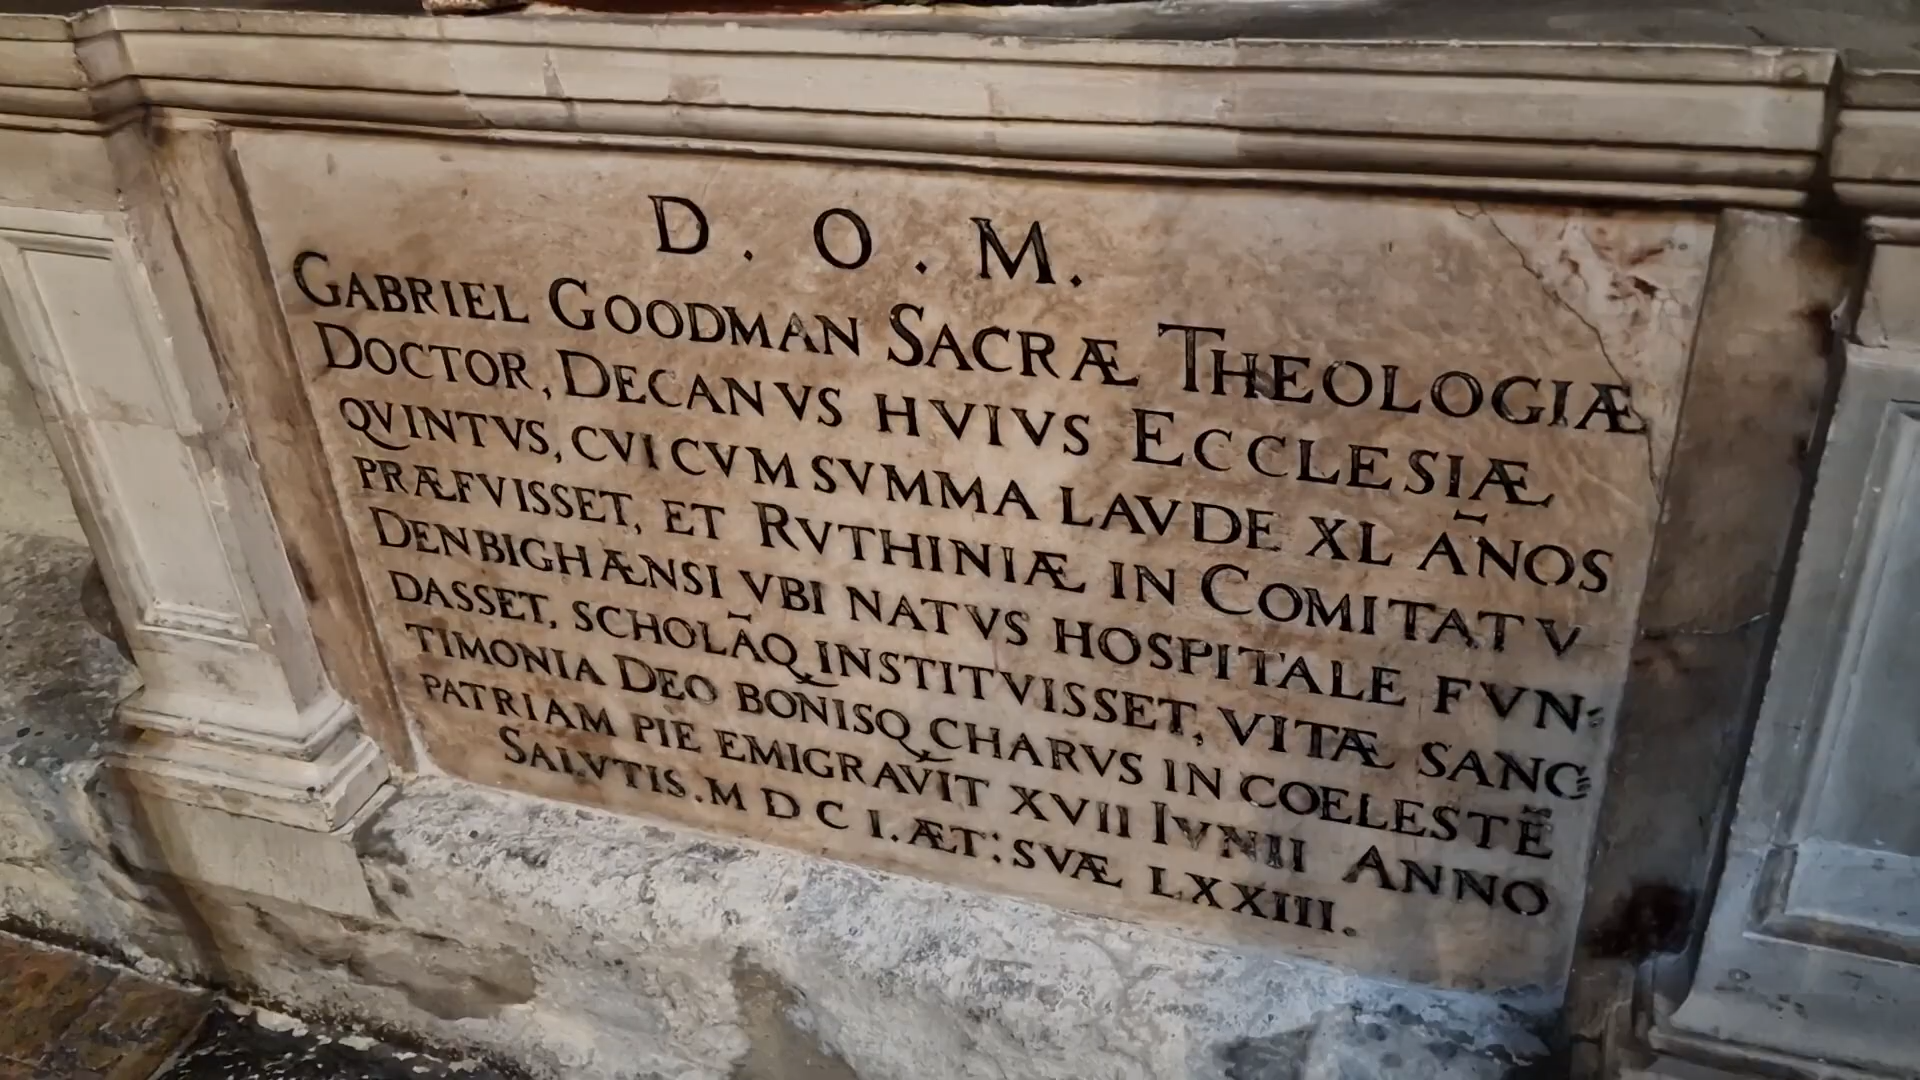 D . O . M.
GABRIEL GOODMAN SACRÆ THEOLOGIÆ
DOCTOR, DECANVS HVIVS ECCLESIÆ
QVINTVS, CVI CVM SVMMA LAVDE XL AÑOS
PRÆFVISSET, ET RVTHINIÆ IN COMITATV
DENBIGHÆNSI VBI NATVS HOSPITALE FVN:
DASSET, SCHOLÃQ INSTITVISSET, VITÆ SANC
TIMONIA DEO BONISQ CHARVS IN COELESTẼ
PATRIAM PIE EMIGRAVIT XVII IVNII ANNO
SALVTIS.M D C I. ÆT: SVÆ LXXIII.